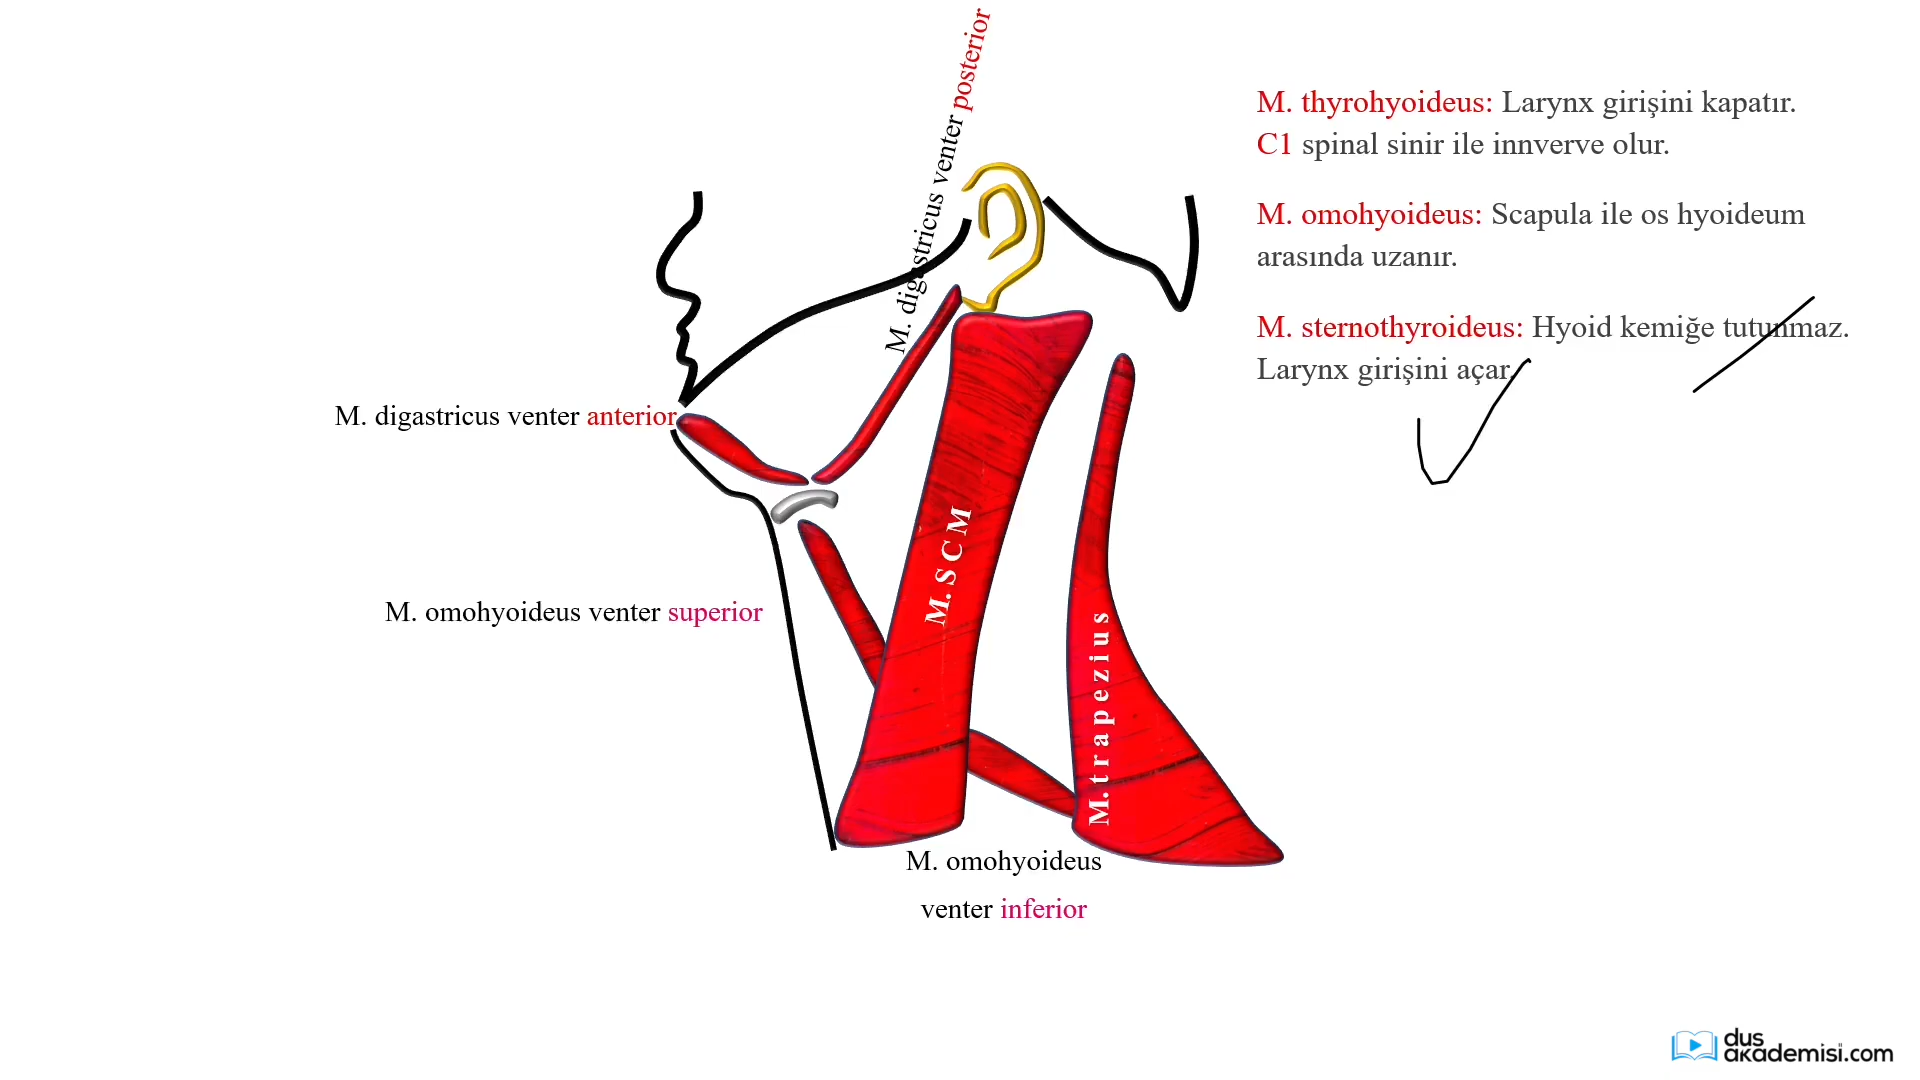 M. digastricus venter posterior
M. thyrohyoideus: Larynx girişini kapatır.
C1 spinal sinir ile innverve olur.
M. omohyoideus: Scapula ile os hyoideum
arasında uzanır.
M. sternothyroideus: Hyoid kemiğe tutunmaz.
Larynx girişini açar.
M. digastricus venter anterior
M. SCM
M. omohyoideus venter superior
M. trapezius
M. omohyoideus
venter inferior
dus
akademisi.com